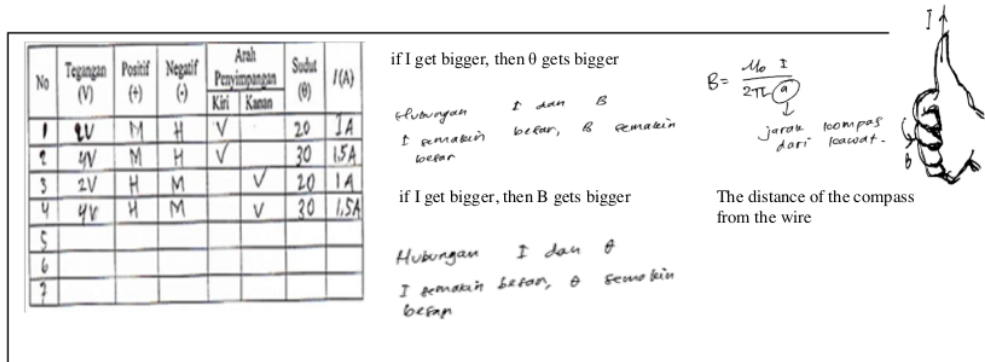 No | Tegangan (V) | Positif (+) | Negatif (-) | Arah Penyimpangan | Sudut (θ) | I(A)
Kiri | Kanan
1 | 2V | M | H | V | | 20 | 1A
2 | 4V | M | H | V | | 30 | 1.5A
3 | 2V | H | M | | V | 20 | 1A
4 | 4V | H | M | | V | 30 | 1.5A
5
6
7
if I get bigger, then θ gets bigger
Hubungan I dan B
I semakin besar, B semakin
besar
if I get bigger, then B gets bigger
Hubungan I dan θ
I semakin besar, θ semakin
besar
B = μo I / 2π a
jarak kompas
dari kawat.
The distance of the compass
from the wire
I
B